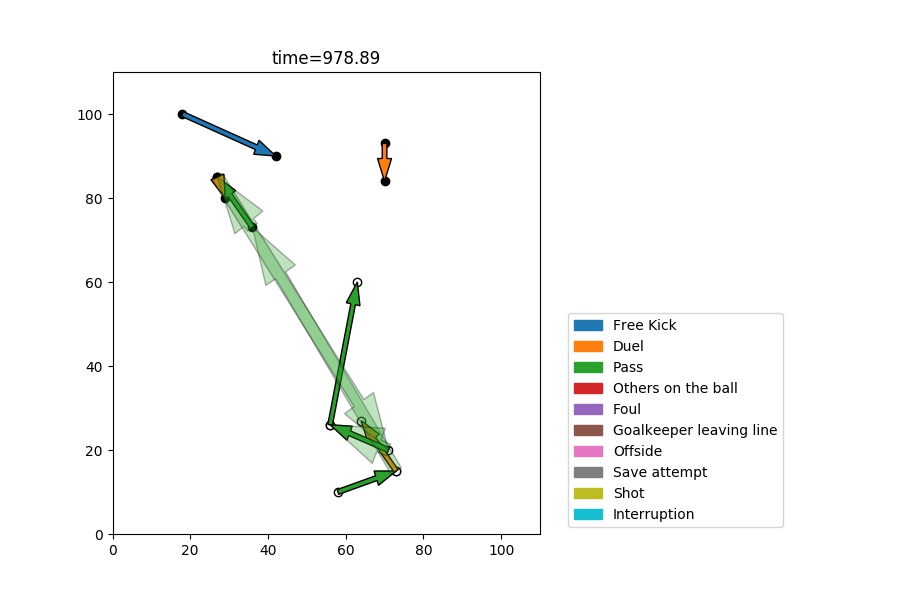 time=978.89
100
80
60
40
20
0
0 20 40 60 80 100
Free Kick
Duel
Pass
Others on the ball
Foul
Goalkeeper leaving line
Offside
Save attempt
Shot
Interruption